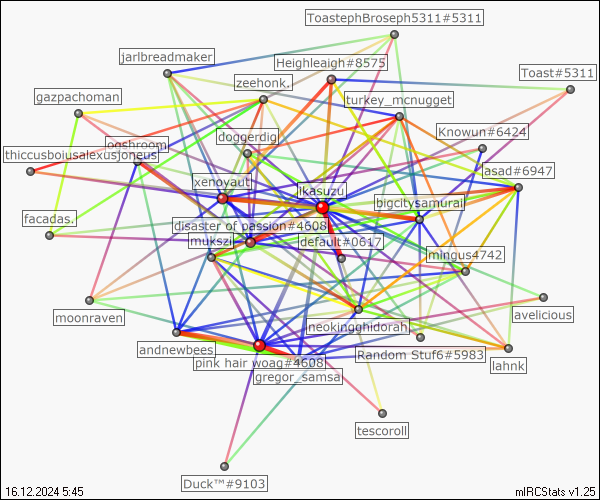 ToastephBroseph5311#5311
jarlbreadmaker
Heighleaigh#8575
Toast#5311
zeehonk.
gazpachoman
turkey_mcnugget
Knowun#6424
doggerdig
ogshroom
thiccusboiusalexusjoneus
asad#6947
xenoyaut
jikasuzu
bigcitysamurai
facadas.
disaster of passion#4608
mukszi
default#0617
mingus4742
moonraven
avelicious
neokingghidorah
andnewbees
Random Stuf6#5983
pink hair woag#4608
lahnk
gregor_samsa
tescoroll
Duck™#9103
16.12.2024 5:45
mIRCStats v1.25